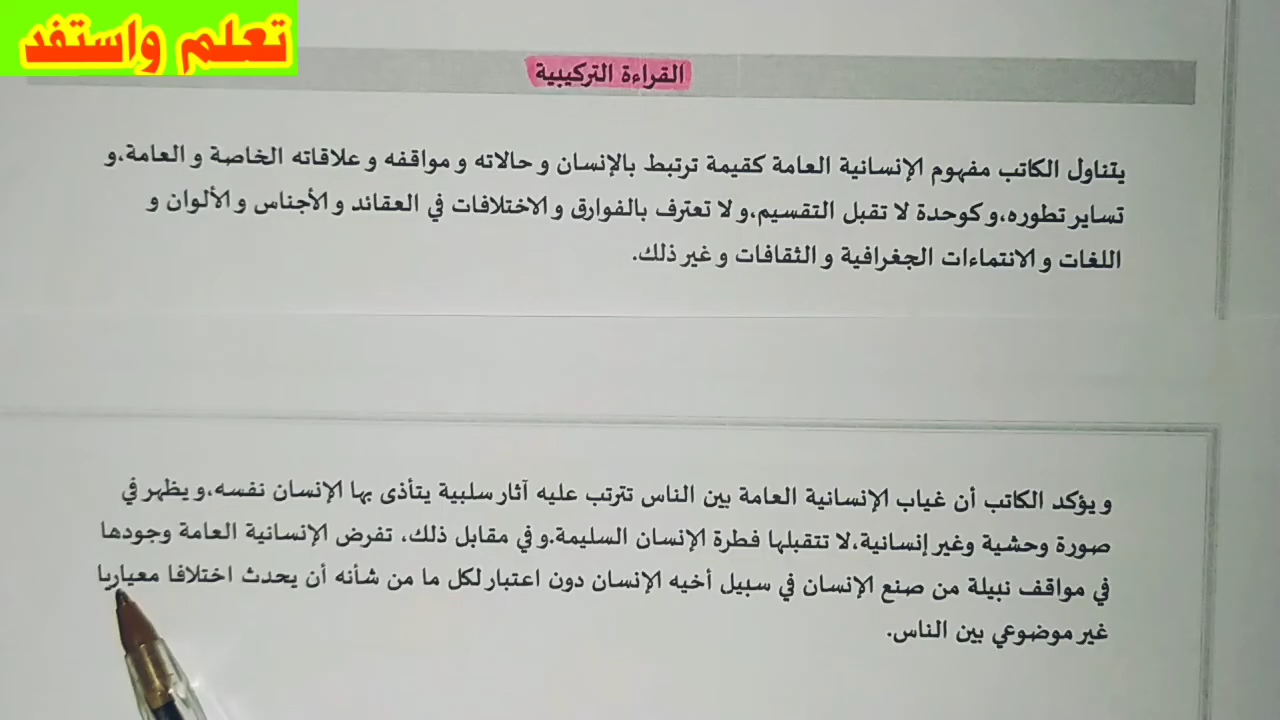 تعلم واستفد
القراءة التركيبية
يتناول الكاتب مفهوم الإنسانية العامة كقيمة ترتبط بالإنسان و حالاته و مواقفه و علاقاته الخاصة و العامة،و
تساير تطوره،و كوحدة لا تقبل التقسيم،و لا تعترف بالفوارق و الاختلافات في العقائد و الأجناس و الألوان و
اللغات و الانتماءات الجغرافية و الثقافات و غير ذلك.
و يؤكد الكاتب أن غياب الإنسانية العامة بين الناس تترتب عليه آثار سلبية يتأذى بها الإنسان نفسه،و يظهر في
صورة وحشية وغير إنسانية،لا تتقبلها فطرة الإنسان السليمة.و في مقابل ذلك، تفرض الإنسانية العامة وجودها
في مواقف نبيلة من صنع الإنسان في سبيل أخيه الإنسان دون اعتبار لكل ما من شأنه أن يحدث اختلافا معياريا
غير موضوعي بين الناس.